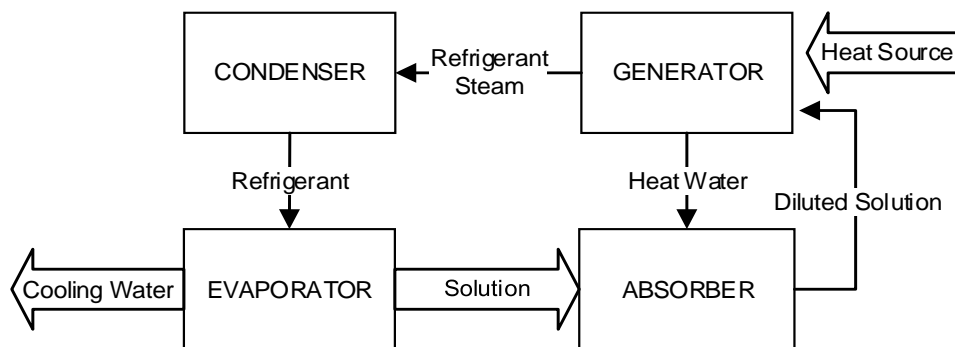 CONDENSER
Refrigerant
Steam
GENERATOR
Heat Source
Refrigerant
Heat Water
Diluted Solution
Cooling Water
EVAPORATOR
Solution
ABSORBER